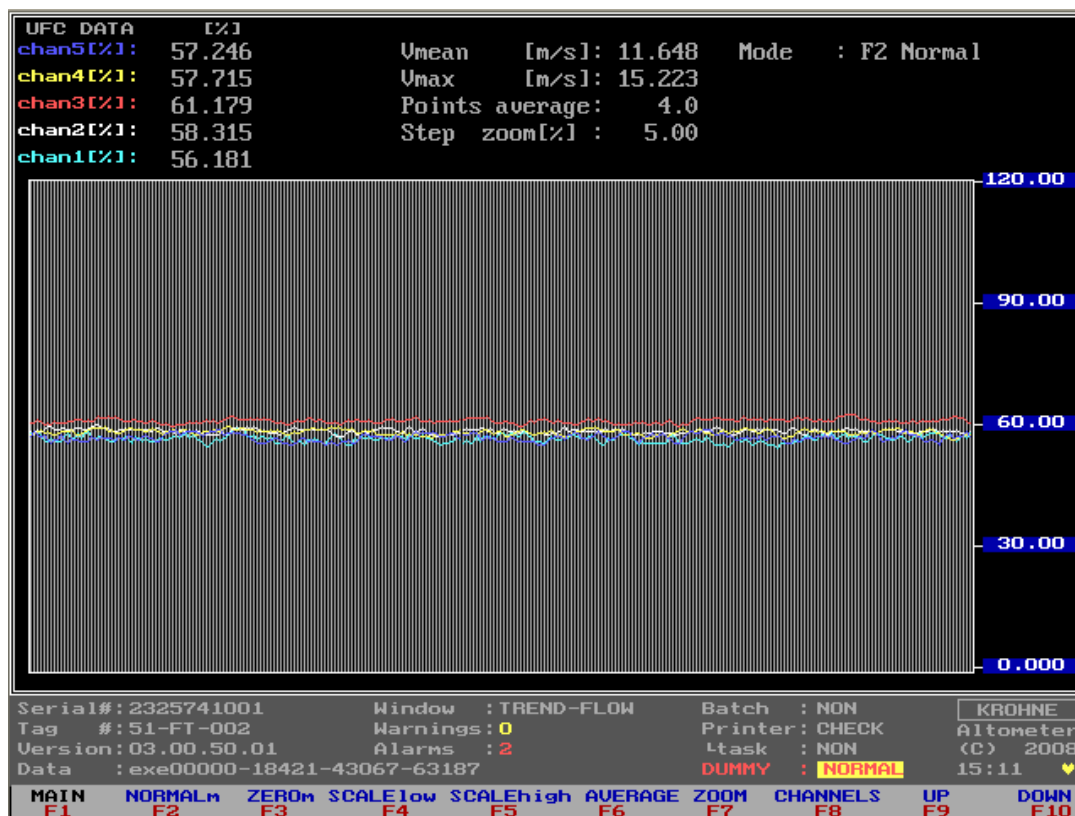 UFC DATA [%]
chan5[%]: 57.246 Vmean [m/s]: 11.648 Mode : F2 Normal
chan4[%]: 57.715 Vmax [m/s]: 15.223
chan3[%]: 61.179 Points average: 4.0
chan2[%]: 58.315 Step zoom[%] : 5.00
chan1[%]: 56.181
120.00
90.00
60.00
30.00
0.000
Serial#:2325741001 Window :TREND-FLOW Batch :NON KROHNE
Tag #:51-FT-002 Warnings:0 Printer:CHECK Altometer
Version:03.00.50.01 Alarms :2 └task :NON (C) 2008
Data :exe00000-18421-43067-63187 DUMMY : NORMAL 15:11 ♥
MAIN NORMALm ZEROm SCALElow SCALEhigh AVERAGE ZOOM CHANNELS UP DOWN
F1 F2 F3 F4 F5 F6 F7 F8 F9 F10